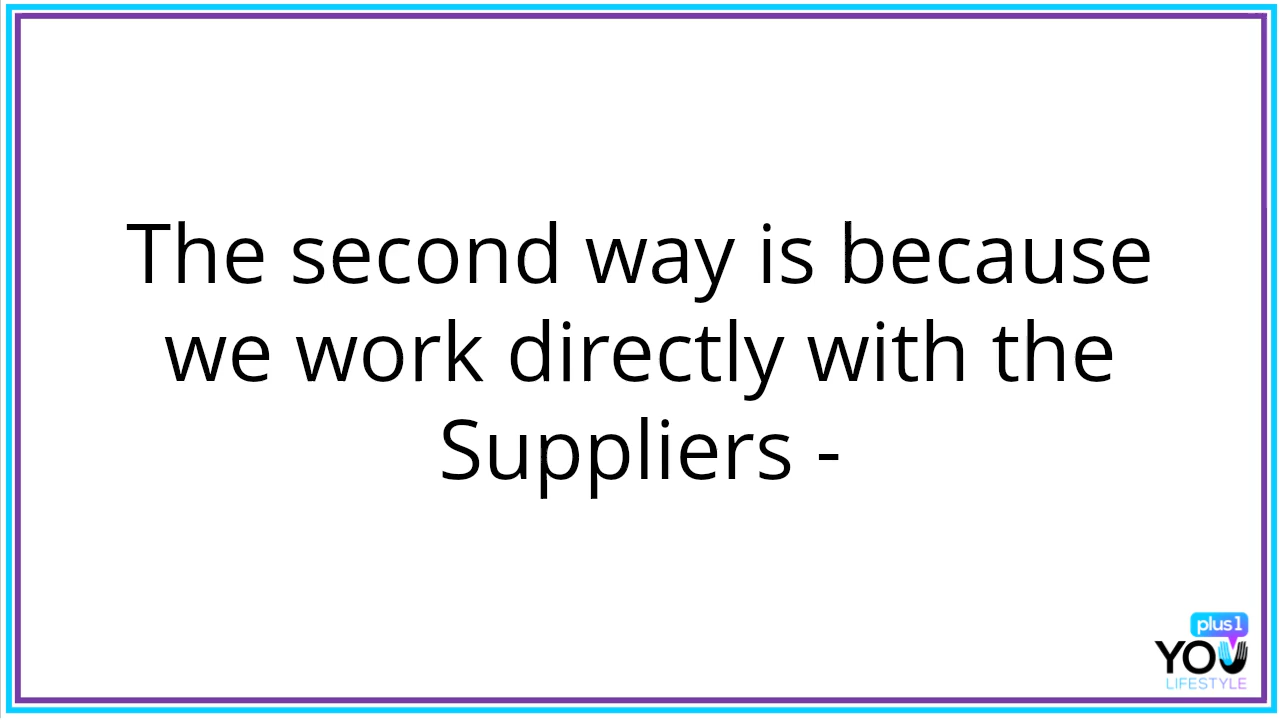 The second way is because
we work directly with the
Suppliers -
plus1
YOU
LIFESTYLE